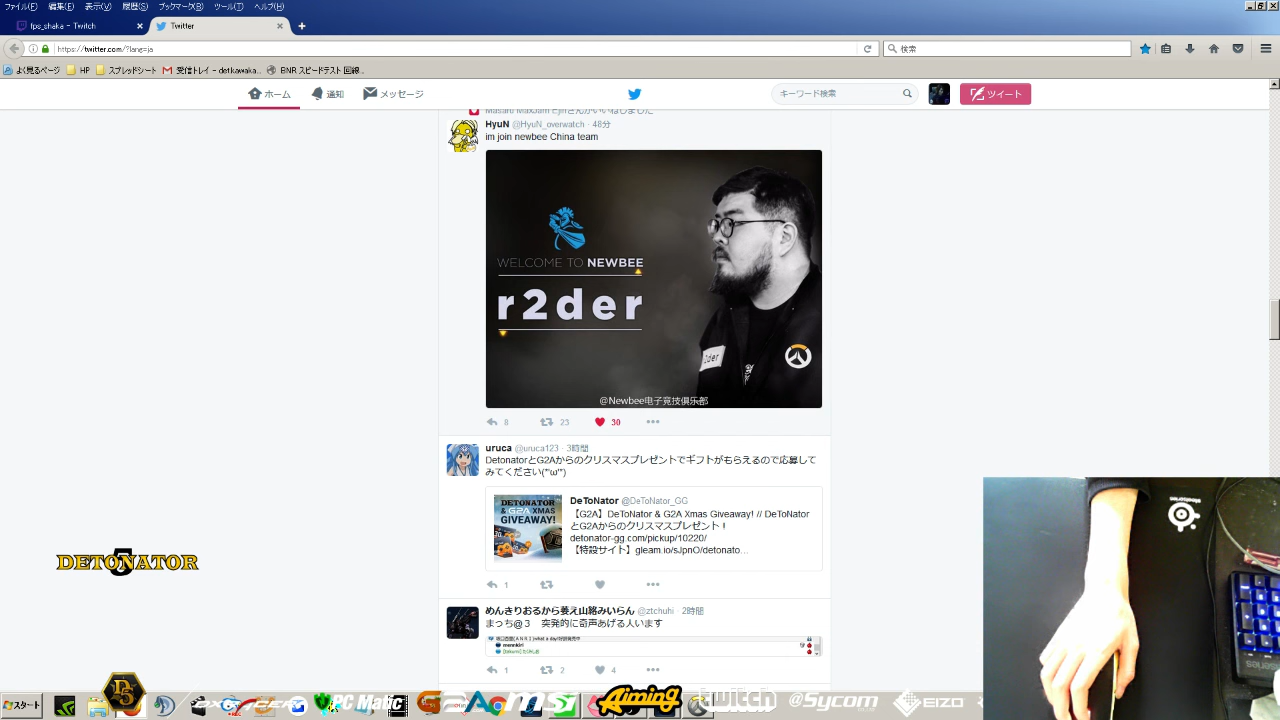 ファイル(F) 編集(E) 表示(V) 履歴(S) ブックマーク(B) ツール(T) ヘルプ(H)
fps_shaka - Twitch
Twitter
https://twitter.com/?lang=ja
検索
よく見るページ
HP
スプレッドシート
BNRスピードテスト 回線..
ホーム
通知
メッセージ
キーワード検索
ツイート
HyuN @HyuN_overwatch · 48分
im join newbee China team
WELCOME TO NEWBEE
r2der
@Newbee电子竞技俱乐部
8 23 30
uruca @uruca123 · 3時間
DetonatorとG2Aからのクリスマスプレゼントでギフトがもらえるので応募して
みてください(*'ω'*)
DETONATOR
& G2A XMAS
GIVEAWAY!
DeToNator @DeToNator_GG
【G2A】DeToNator & G2A Xmas Giveaway! // DeToNator
とG2Aからのクリスマスプレゼント！
detonator-gg.com/pickup/10220/
【特設サイト】gleam.io/sJpnO/detonato...
1
DETONATOR
5
めんきりおるから萎え山絡みいらん @ztchuhi · 2時間
まっち@３　突発的に奇声あげる人います
mennkiri
1 2 4
スタート
DXRACER
PC Matic
G2A
msi
Aiming
twitch
@Sycom
EIZO